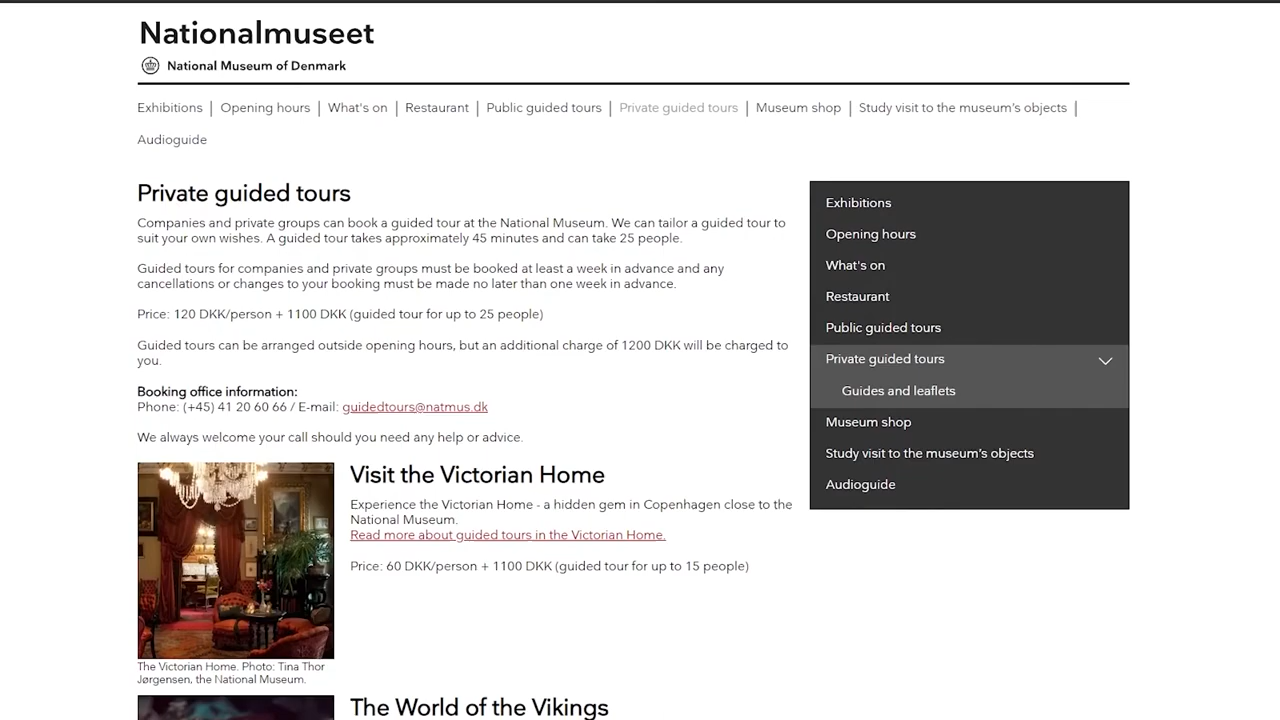 Nationalmuseet
National Museum of Denmark
Exhibitions | Opening hours | What's on | Restaurant | Public guided tours | Private guided tours | Museum shop | Study visit to the museum's objects |
Audioguide
Private guided tours
Companies and private groups can book a guided tour at the National Museum. We can tailor a guided tour to
suit your own wishes. A guided tour takes approximately 45 minutes and can take 25 people.
Guided tours for companies and private groups must be booked at least a week in advance and any
cancellations or changes to your booking must be made no later than one week in advance.
Price: 120 DKK/person + 1100 DKK (guided tour for up to 25 people)
Guided tours can be arranged outside opening hours, but an additional charge of 1200 DKK will be charged to
you.
Booking office information:
Phone: (+45) 41 20 60 66 / E-mail: guidedtours@natmus.dk
We always welcome your call should you need any help or advice.
Visit the Victorian Home
Experience the Victorian Home - a hidden gem in Copenhagen close to the
National Museum.
Read more about guided tours in the Victorian Home.
Price: 60 DKK/person + 1100 DKK (guided tour for up to 15 people)
The Victorian Home. Photo: Tina Thor
Jørgensen, the National Museum.
The World of the Vikings
Exhibitions
Opening hours
What's on
Restaurant
Public guided tours
Private guided tours
Guides and leaflets
Museum shop
Study visit to the museum's objects
Audioguide